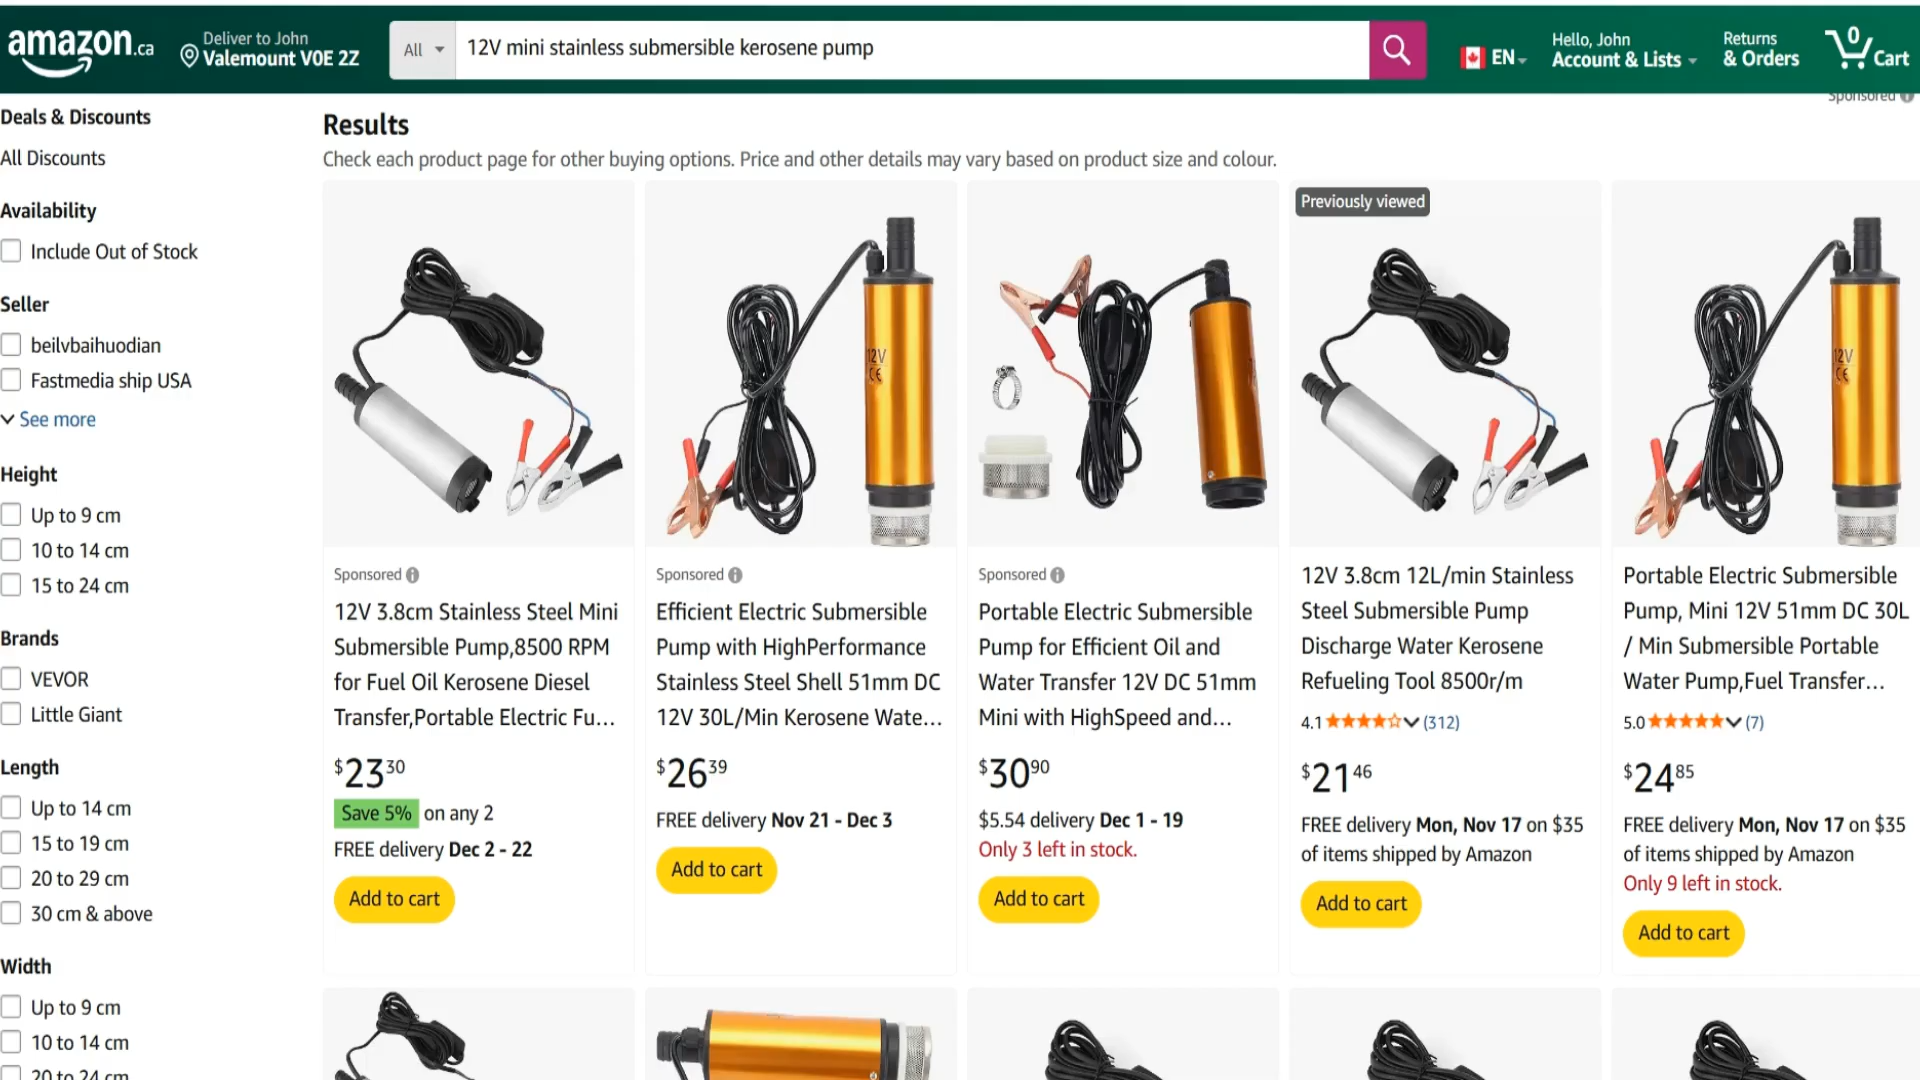 amazon.ca
Deliver to John
Valemount V0E 2Z
All
12V mini stainless submersible kerosene pump
EN
Hello, John
Account & Lists
Returns
& Orders
0
Cart
Sponsored
Deals & Discounts
All Discounts
Availability
Include Out of Stock
Seller
beilvbaihuodian
Fastmedia ship USA
See more
Height
Up to 9 cm
10 to 14 cm
15 to 24 cm
Brands
VEVOR
Little Giant
Length
Up to 14 cm
15 to 19 cm
20 to 29 cm
30 cm & above
Width
Up to 9 cm
10 to 14 cm
20 to 24 cm
Results
Check each product page for other buying options. Price and other details may vary based on product size and colour.
12V
CE
Sponsored
12V 3.8cm Stainless Steel Mini
Submersible Pump,8500 RPM
for Fuel Oil Kerosene Diesel
Transfer,Portable Electric Fu...
$23.30
Save 5% on any 2
FREE delivery Dec 2 - 22
Add to cart
Sponsored
Efficient Electric Submersible
Pump with HighPerformance
Stainless Steel Shell 51mm DC
12V 30L/Min Kerosene Wate...
$26.39
FREE delivery Nov 21 - Dec 3
Add to cart
Sponsored
Portable Electric Submersible
Pump for Efficient Oil and
Water Transfer 12V DC 51mm
Mini with HighSpeed and...
$30.90
$5.54 delivery Dec 1 - 19
Only 3 left in stock.
Add to cart
Previously viewed
12V 3.8cm 12L/min Stainless
Steel Submersible Pump
Discharge Water Kerosene
Refueling Tool 8500r/m
4.1 (312)
$21.46
FREE delivery Mon, Nov 17 on $35
of items shipped by Amazon
Add to cart
12V
CE
Portable Electric Submersible
Pump, Mini 12V 51mm DC 30L
/ Min Submersible Portable
Water Pump,Fuel Transfer...
5.0 (7)
$24.85
FREE delivery Mon, Nov 17 on $35
of items shipped by Amazon
Only 9 left in stock.
Add to cart